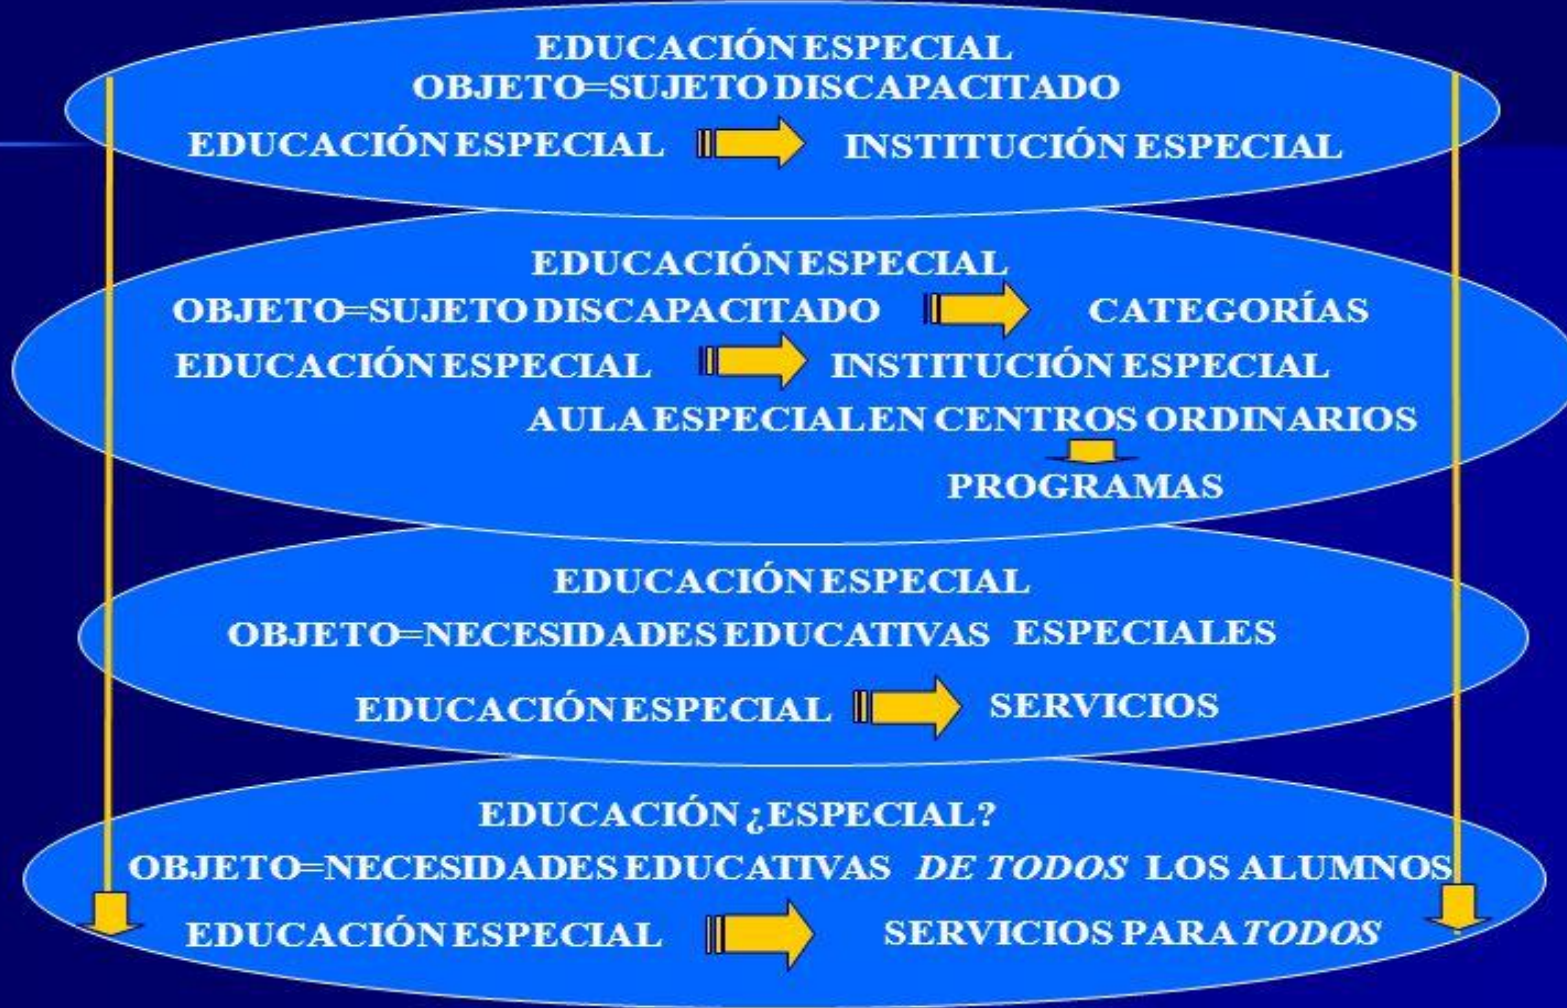 EDUCACIÓN ESPECIAL
OBJETO=SUJETO DISCAPACITADO
EDUCACIÓN ESPECIAL INSTITUCIÓN ESPECIAL
EDUCACIÓN ESPECIAL
OBJETO=SUJETO DISCAPACITADO CATEGORÍAS
EDUCACIÓN ESPECIAL INSTITUCIÓN ESPECIAL
AULA ESPECIAL EN CENTROS ORDINARIOS
PROGRAMAS
EDUCACIÓN ESPECIAL
OBJETO=NECESIDADES EDUCATIVAS ESPECIALES
EDUCACIÓN ESPECIAL SERVICIOS
EDUCACIÓN ¿ESPECIAL?
OBJETO=NECESIDADES EDUCATIVAS DE TODOS LOS ALUMNOS
EDUCACIÓN ESPECIAL SERVICIOS PARA TODOS